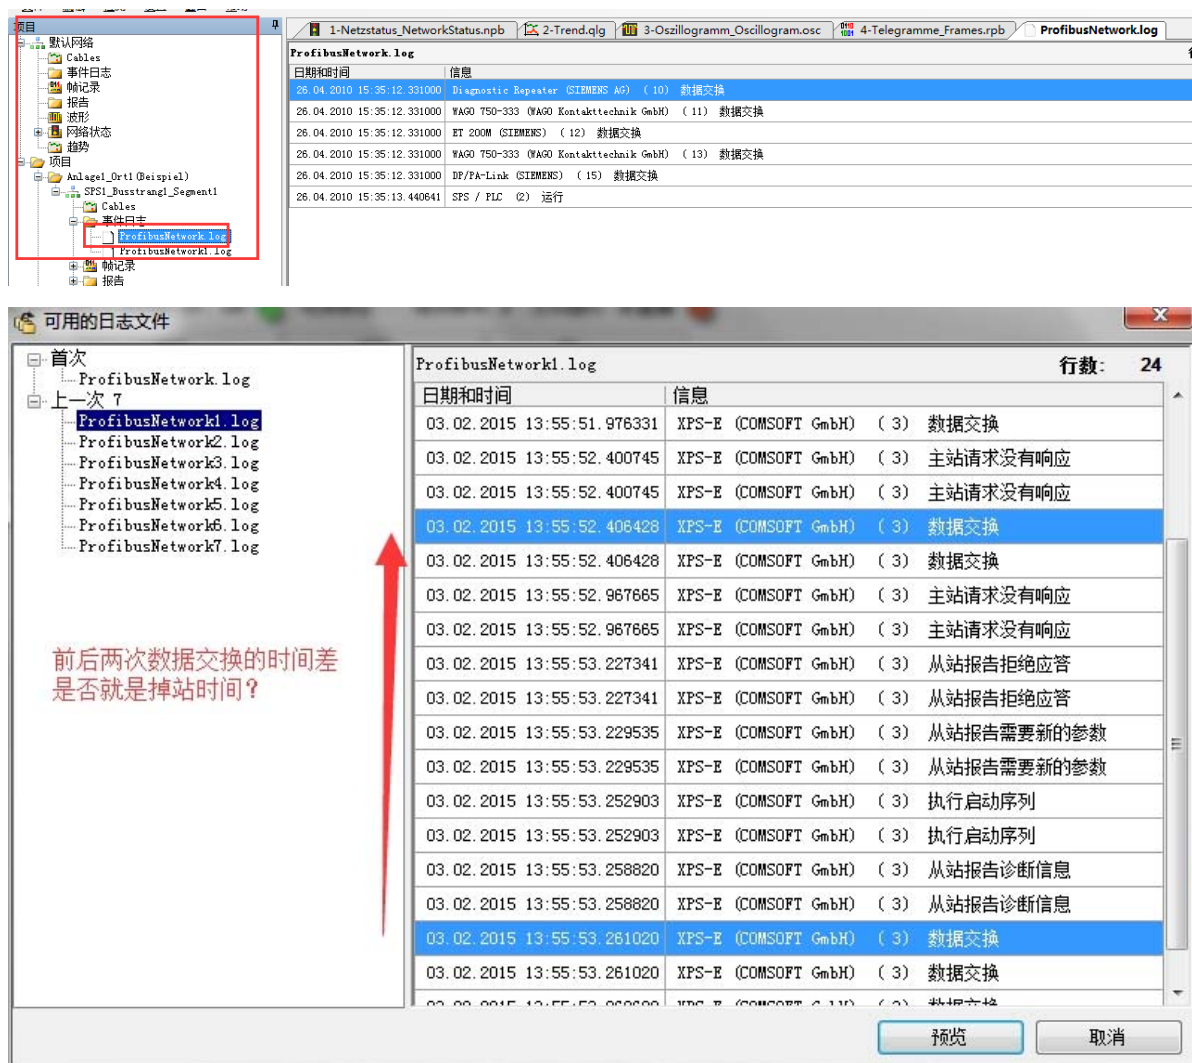 项目
默认网络
Cables
事件日志
帧记录
报告
波形
网络状态
趋势
项目
Anlage1_Ort1(Beispiel)
SPS1_Busstrang1_Segment1
Cables
事件日志
ProfibusNetwork.log
ProfibusNetwork1.log
帧记录
报告
1-Netzstatus_NetworkStatus.npb 2-Trend.qlg 3-Oszillogramm_Oscillogram.osc 4-Telegramme_Frames.rpb ProfibusNetwork.log
ProfibusNetwork.log
日期和时间 信息
26.04.2010 15:35:12.331000 Diagnostic Repeater (SIEMENS AG) ( 10) 数据交换
26.04.2010 15:35:12.331000 WAGO 750-333 (WAGO Kontakttechnik GmbH) ( 11) 数据交换
26.04.2010 15:35:12.331000 ET 200M (SIEMENS) ( 12) 数据交换
26.04.2010 15:35:12.331000 WAGO 750-333 (WAGO Kontakttechnik GmbH) ( 13) 数据交换
26.04.2010 15:35:12.331000 DP/PA-Link (SIEMENS) ( 15) 数据交换
26.04.2010 15:35:13.440641 SPS / PLC (2) 运行
可用的日志文件
首次
ProfibusNetwork.log
上一次 7
ProfibusNetwork1.log
ProfibusNetwork2.log
ProfibusNetwork3.log
ProfibusNetwork4.log
ProfibusNetwork5.log
ProfibusNetwork6.log
ProfibusNetwork7.log
前后两次数据交换的时间差
是否就是掉站时间？
ProfibusNetwork1.log 行数: 24
日期和时间 信息
03.02.2015 13:55:51.976331 XPS-E (COMSOFT GmbH) ( 3) 数据交换
03.02.2015 13:55:52.400745 XPS-E (COMSOFT GmbH) ( 3) 主站请求没有响应
03.02.2015 13:55:52.400745 XPS-E (COMSOFT GmbH) ( 3) 主站请求没有响应
03.02.2015 13:55:52.406428 XPS-E (COMSOFT GmbH) ( 3) 数据交换
03.02.2015 13:55:52.406428 XPS-E (COMSOFT GmbH) ( 3) 数据交换
03.02.2015 13:55:52.967665 XPS-E (COMSOFT GmbH) ( 3) 主站请求没有响应
03.02.2015 13:55:52.967665 XPS-E (COMSOFT GmbH) ( 3) 主站请求没有响应
03.02.2015 13:55:53.227341 XPS-E (COMSOFT GmbH) ( 3) 从站报告拒绝应答
03.02.2015 13:55:53.227341 XPS-E (COMSOFT GmbH) ( 3) 从站报告拒绝应答
03.02.2015 13:55:53.229535 XPS-E (COMSOFT GmbH) ( 3) 从站报告需要新的参数
03.02.2015 13:55:53.229535 XPS-E (COMSOFT GmbH) ( 3) 从站报告需要新的参数
03.02.2015 13:55:53.252903 XPS-E (COMSOFT GmbH) ( 3) 执行启动序列
03.02.2015 13:55:53.252903 XPS-E (COMSOFT GmbH) ( 3) 执行启动序列
03.02.2015 13:55:53.258820 XPS-E (COMSOFT GmbH) ( 3) 从站报告诊断信息
03.02.2015 13:55:53.258820 XPS-E (COMSOFT GmbH) ( 3) 从站报告诊断信息
03.02.2015 13:55:53.261020 XPS-E (COMSOFT GmbH) ( 3) 数据交换
03.02.2015 13:55:53.261020 XPS-E (COMSOFT GmbH) ( 3) 数据交换
预览 取消